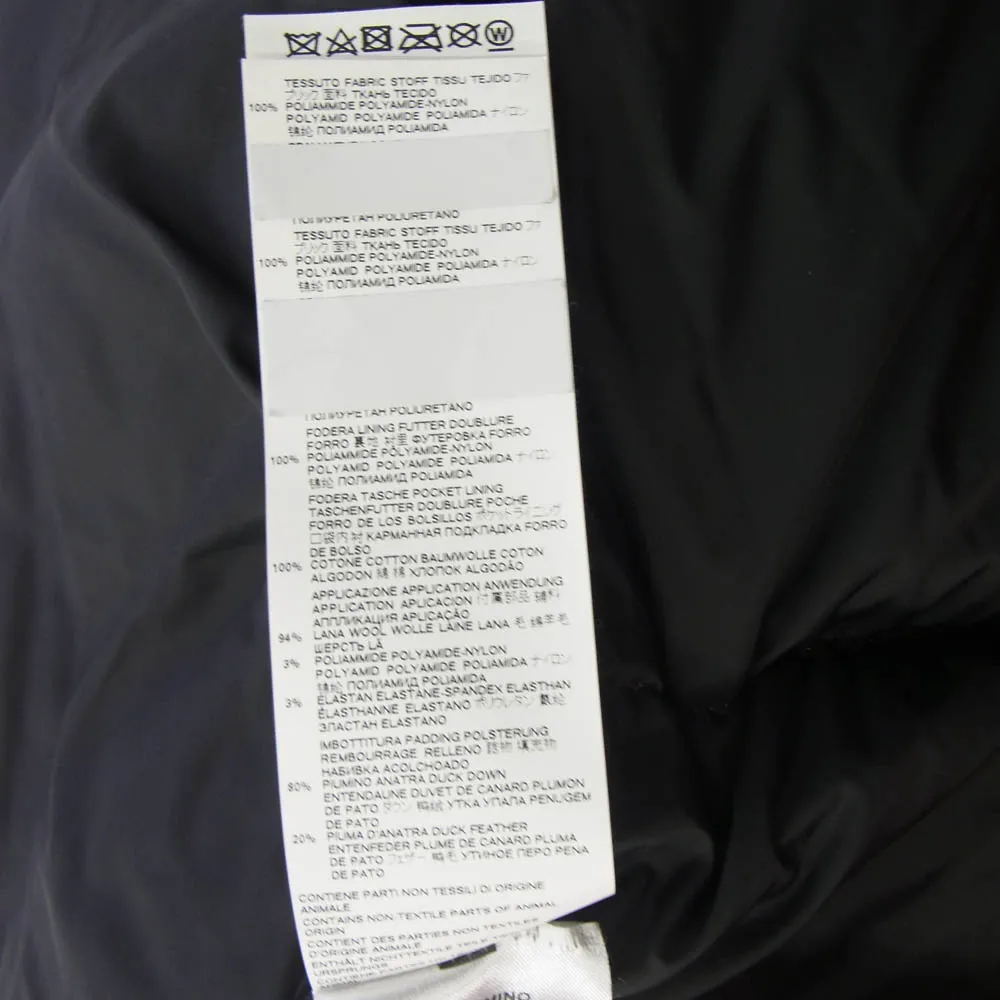 W
TESSUTO FABRIC STOFF TISSU TEJIDO ファ
ブリック 面料 ТКАНЬ TECIDO
100% POLIAMMIDE POLYAMIDE-NYLON
POLYAMID POLYAMIDE POLIAMIDA ナイロン
锦纶 ПОЛИАМИД POLIAMIDA
ПОЛИУРЕТАН POLIURETANO
TESSUTO FABRIC STOFF TISSU TEJIDO ファ
ブリック 面料 ТКАНЬ TECIDO
100% POLIAMMIDE POLYAMIDE-NYLON
POLYAMID POLYAMIDE POLIAMIDA ナイロン
锦纶 ПОЛИАМИД POLIAMIDA
ПОЛИУРЕТАН POLIURETANO
FODERA LINING FUTTER DOUBLURE
FORRO 裏地 衬里 ФУТЕРОВКА FORRO
100% POLIAMMIDE POLYAMIDE-NYLON
POLYAMID POLYAMIDE POLIAMIDA ナイロン
锦纶 ПОЛИАМИД POLIAMIDA
FODERA TASCHE POCKET LINING
TASCHENFUTTER DOUBLURE POCHE
FORRO DE LOS BOLSILLOS ポケットライニング
口袋内衬 КАРМАННАЯ ПОДКЛАДКА FORRO
DE BOLSO
100% COTONE COTTON BAUMWOLLE COTON
ALGODON 綿 棉 ХЛОПОК ALGODÃO
APPLICAZIONE APPLICATION ANWENDUNG
APPLICATION APLICACION 付属部品 辅料
АППЛИКАЦИЯ APLICAÇÃO
94% LANA WOOL WOLLE LAINE LANA 毛 绵羊毛
ШЕРСТЬ LÃ
3% POLIAMMIDE POLYAMIDE-NYLON
POLYAMID POLYAMIDE POLIAMIDA ナイロン
锦纶 ПОЛИАМИД POLIAMIDA
3% ELASTAN ELASTANE-SPANDEX ELASTHAN
ÉLASTHANNE ELASTANO ポリウレタン 氨纶
ЭЛАСТАН ELASTANO
IMBOTTITURA PADDING POLSTERUNG
REMBOURRAGE RELLENO 詰物 填充物
НАБИВКА ACOLCHOADO
80% PIUMINO ANATRA DUCK DOWN
ENTENDAUNE DUVET DE CANARD PLUMON
DE PATO ダウン 鸭绒 УТКА УПАЛА PENUGEM
DE PATO
20% PIUMA D'ANATRA DUCK FEATHER
ENTENFEDER PLUME DE CANARD PLUMA
DE PATO フェザー 鸭毛 УТИНОЕ ПЕРО PENA
DE PATO
CONTIENE PARTI NON TESSILI DI ORIGINE
ANIMALE
CONTAINS NON TEXTILE PARTS OF ANIMAL
ORIGIN
CONTIENT DES PARTIES NON TEXTILES
D'ORIGINE ANIMALE
ENTHÄLT NICHTTEXTILE TEILE
URSPRUNGS